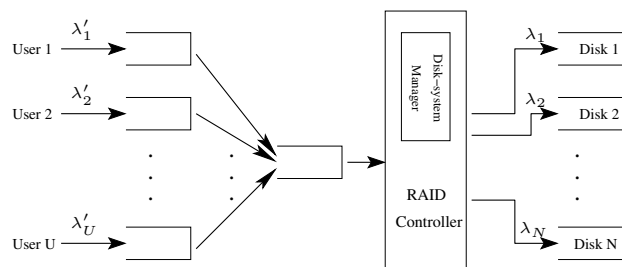 User 1
λ′1
User 2
λ′2
User U
λ′U
Disk−system
Manager
RAID
Controller
λ1
Disk 1
λ2
Disk 2
λN
Disk N